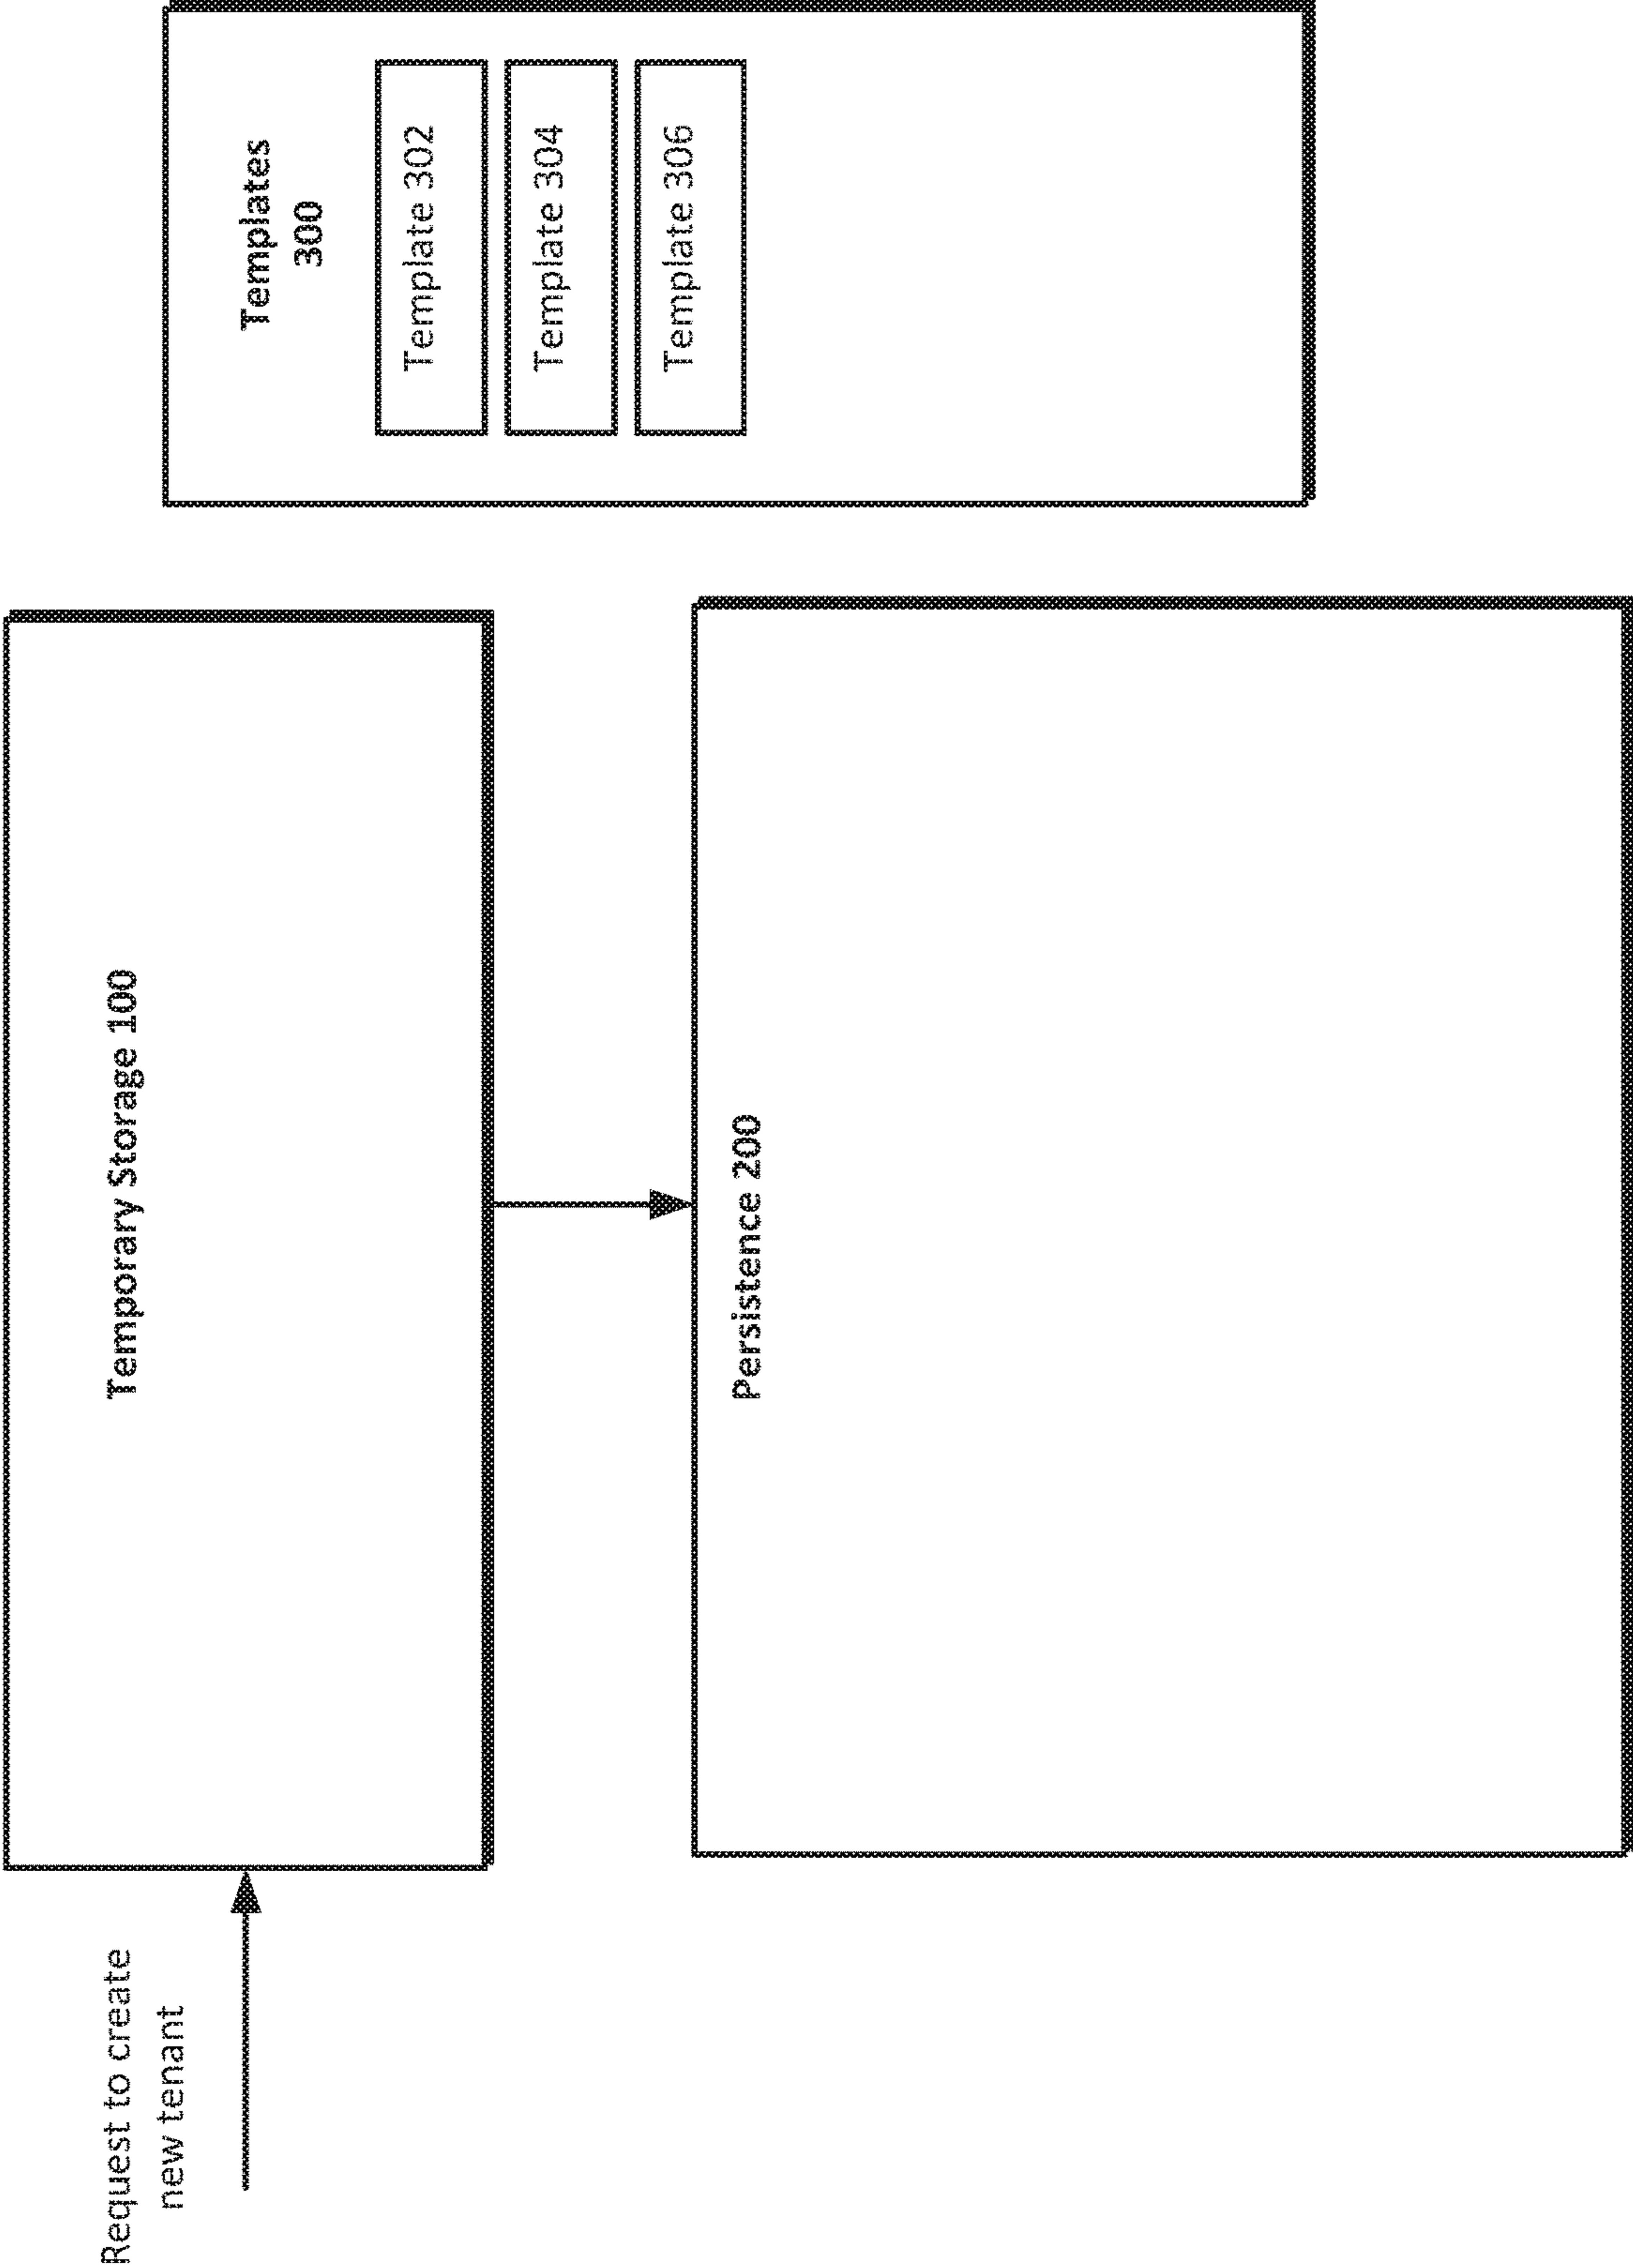 Request to create
new tenant
Temporary Storage 100
Persistence 200
Templates
300
Template 302
Template 304
Template 306